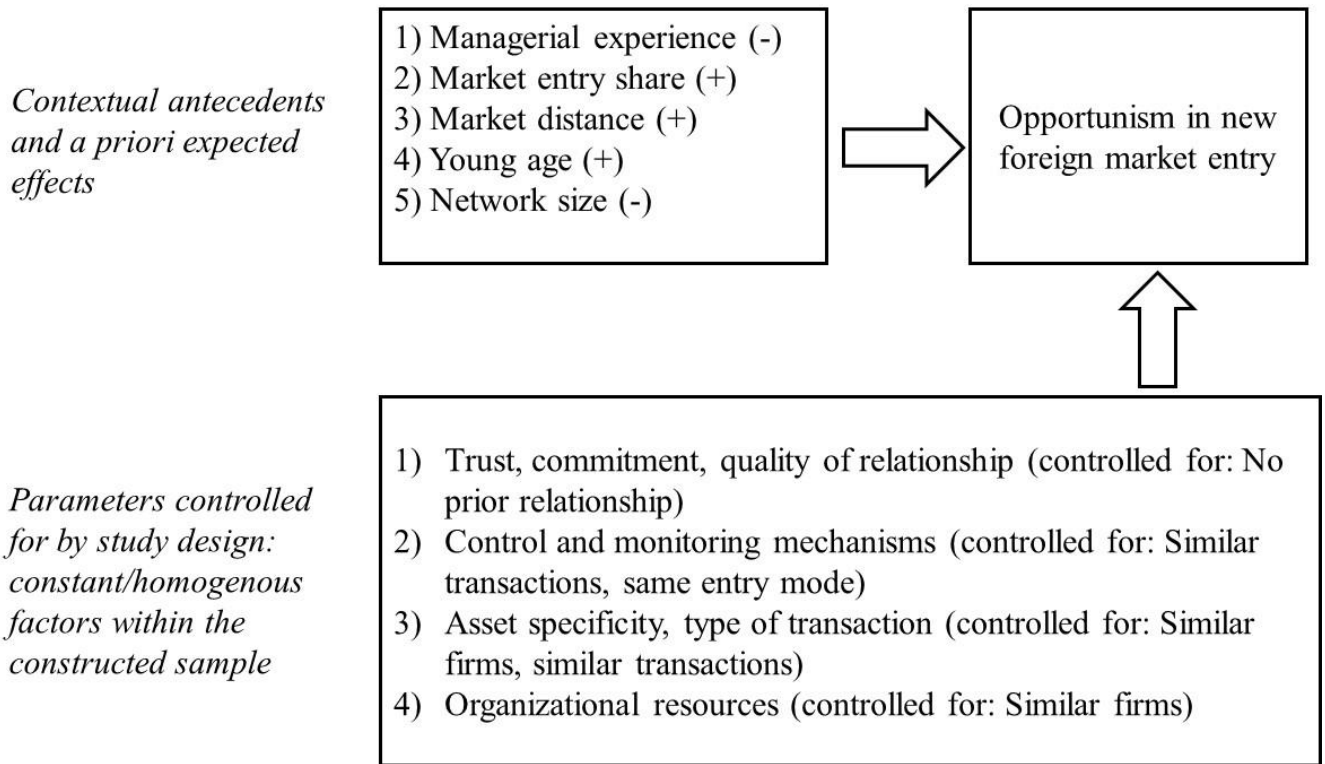 Contextual antecedents
and a priori expected
effects
1) Managerial experience (-)
2) Market entry share (+)
3) Market distance (+)
4) Young age (+)
5) Network size (-)
Opportunism in new
foreign market entry
Parameters controlled
for by study design:
constant/homogenous
factors within the
constructed sample
1) Trust, commitment, quality of relationship (controlled for: No
prior relationship)
2) Control and monitoring mechanisms (controlled for: Similar
transactions, same entry mode)
3) Asset specificity, type of transaction (controlled for: Similar
firms, similar transactions)
4) Organizational resources (controlled for: Similar firms)